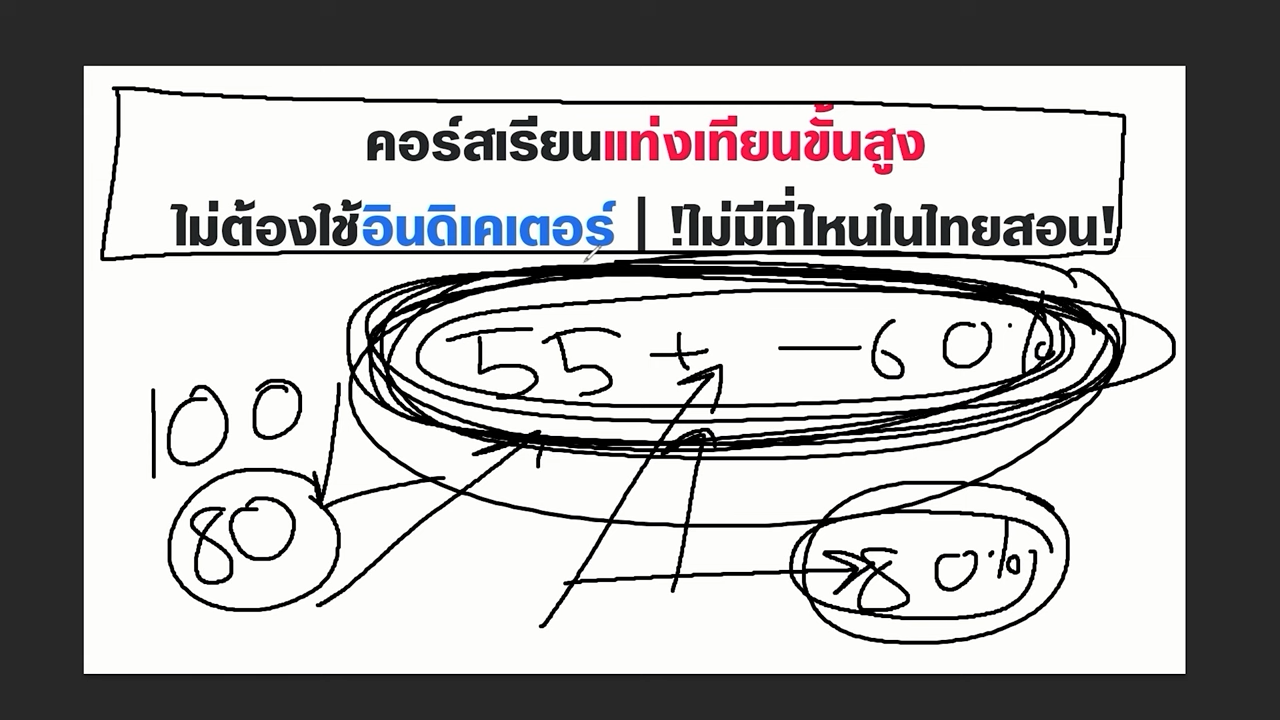 คอร์สเรียนแท่งเทียนขั้นสูง
ไม่ต้องใช้อินดิเคเตอร์ | !ไม่มีที่ไหนในไทยสอน!
55 + — 60%
100
80
80%